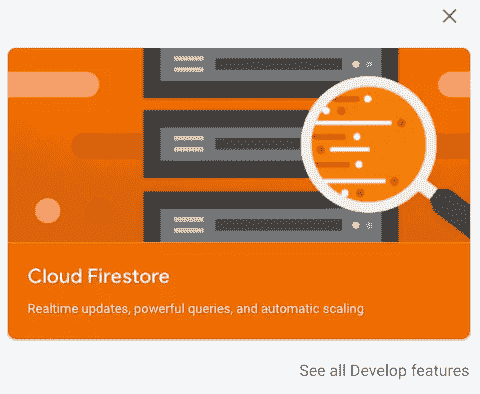 Cloud Firestore
Realtime updates, powerful queries, and automatic scaling
See all Develop features